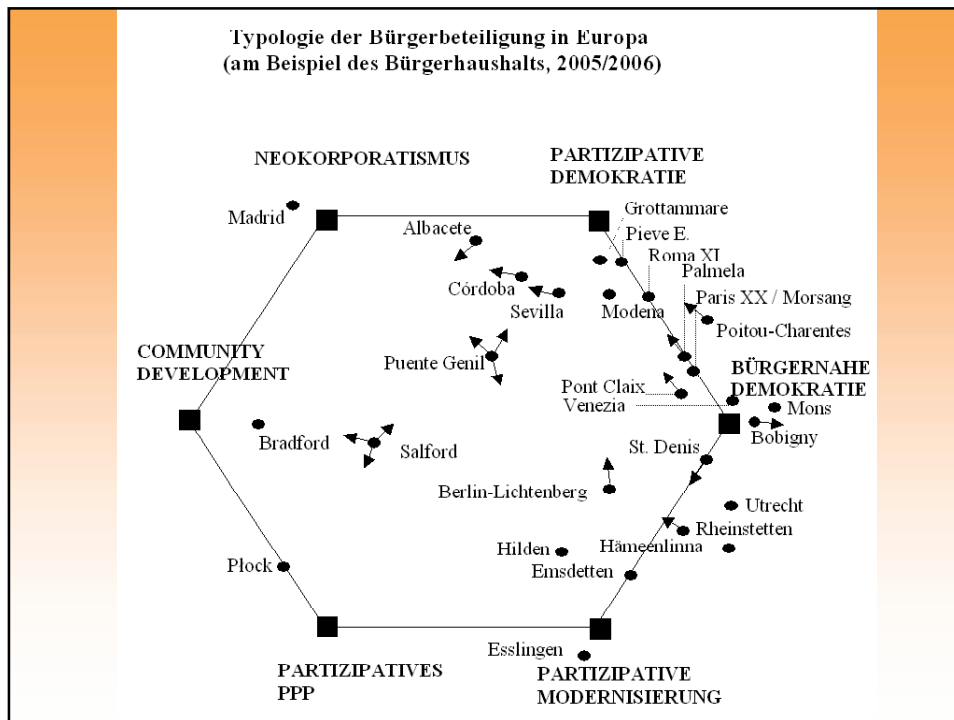 Typologie der Bürgerbeteiligung in Europa
(am Beispiel des Bürgerhaushalts, 2005/2006)
NEOKORPORATISMUS
PARTIZIPATIVE
DEMOKRATIE
Madrid
Albacete
Grottammare
Pieve E.
Roma XI
Palmela
Córdoba
Sevilla
Modena
Paris XX / Morsang
Poitou-Charentes
COMMUNITY
DEVELOPMENT
Puente Genil
BÜRGERNAHE
DEMOKRATIE
Pont Claix
Venezia
Mons
Bobigny
Bradford
Salford
St. Denis
Berlin-Lichtenberg
Utrecht
Rheinstetten
Hilden
Hämeenlinna
Płock
Emsdetten
Esslingen
PARTIZIPATIVES
PPP
PARTIZIPATIVE
MODERNISIERUNG